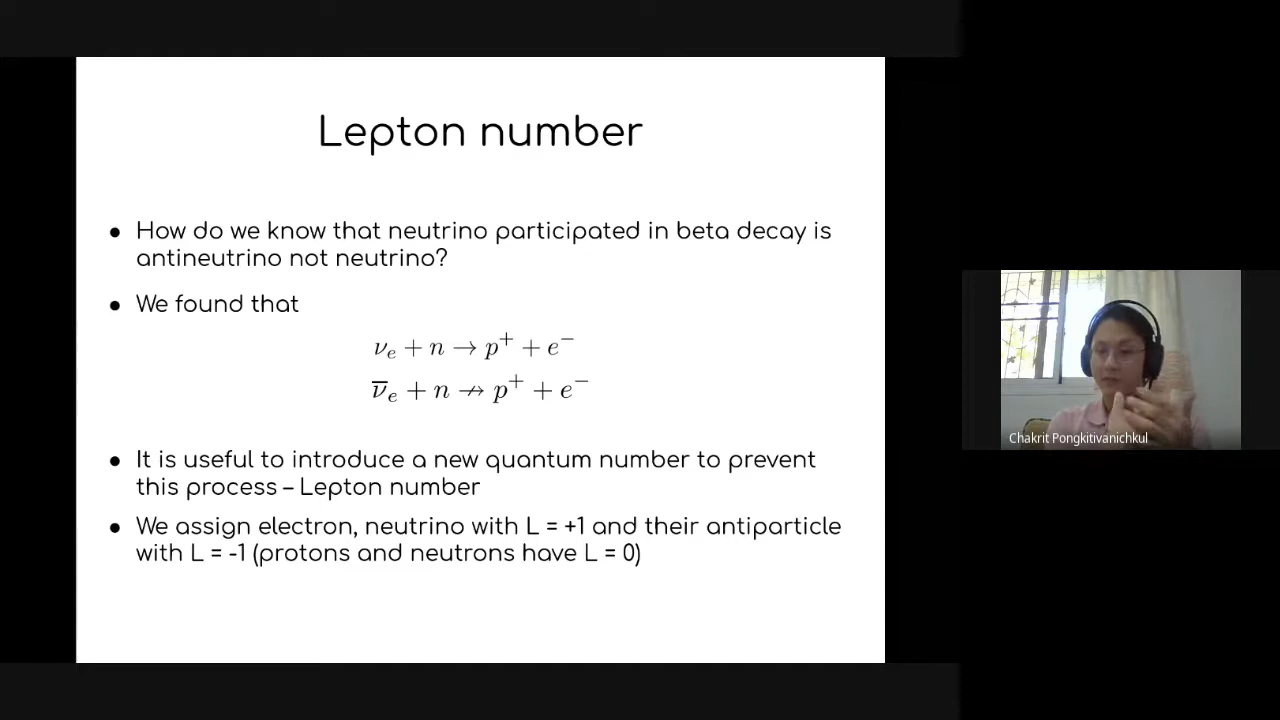 Lepton number
● How do we know that neutrino participated in beta decay is
antineutrino not neutrino?
● We found that
νₑ + n → p⁺ + e⁻
ν̅ₑ + n ↛ p⁺ + e⁻
● It is useful to introduce a new quantum number to prevent
this process – Lepton number
● We assign electron, neutrino with L = +1 and their antiparticle
with L = -1 (protons and neutrons have L = 0)
Chakrit Pongkitivanichkul